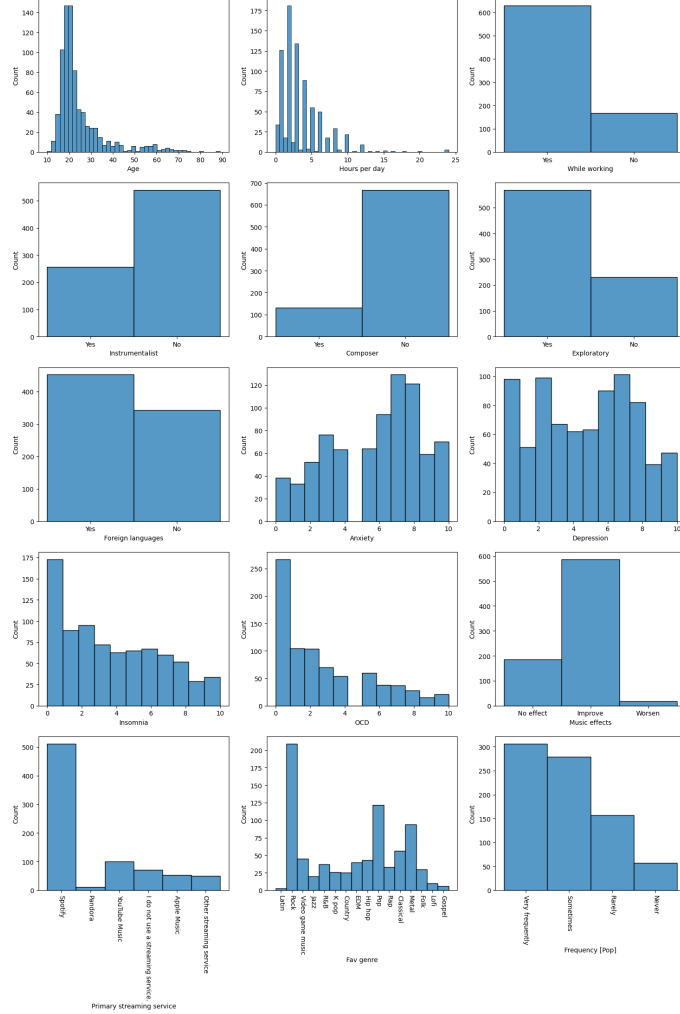 140
120
100
80
60
40
20
0
Count
10 20 30 40 50 60 70 80 90
Age
175
150
125
100
75
50
25
0
Count
0 5 10 15 20 25
Hours per day
600
500
400
300
200
100
0
Count
Yes No
While working
500
400
300
200
100
0
Count
Yes No
Instrumentalist
700
600
500
400
300
200
100
0
Count
Yes No
Composer
500
400
300
200
100
0
Count
Yes No
Exploratory
400
300
200
100
0
Count
Yes No
Foreign languages
120
100
80
60
40
20
0
Count
0 2 4 6 8 10
Anxiety
100
80
60
40
20
0
Count
0 2 4 6 8 10
Depression
175
150
125
100
75
50
25
0
Count
0 2 4 6 8 10
Insomnia
250
200
150
100
50
0
Count
0 2 4 6 8 10
OCD
600
500
400
300
200
100
0
Count
No effect Improve Worsen
Music effects
500
400
300
200
100
0
Count
Spotify
Pandora
YouTube Music
I do not use a streaming service.
Apple Music
Other streaming service
Primary streaming service
200
175
150
125
100
75
50
25
0
Count
Latin
Rock
Video game music
Jazz
R&B
K pop
Country
EDM
Hip hop
Pop
Rap
Classical
Metal
Folk
Lofi
Gospel
Fav genre
300
250
200
150
100
50
0
Count
Very frequently
Sometimes
Rarely
Never
Frequency [Pop]